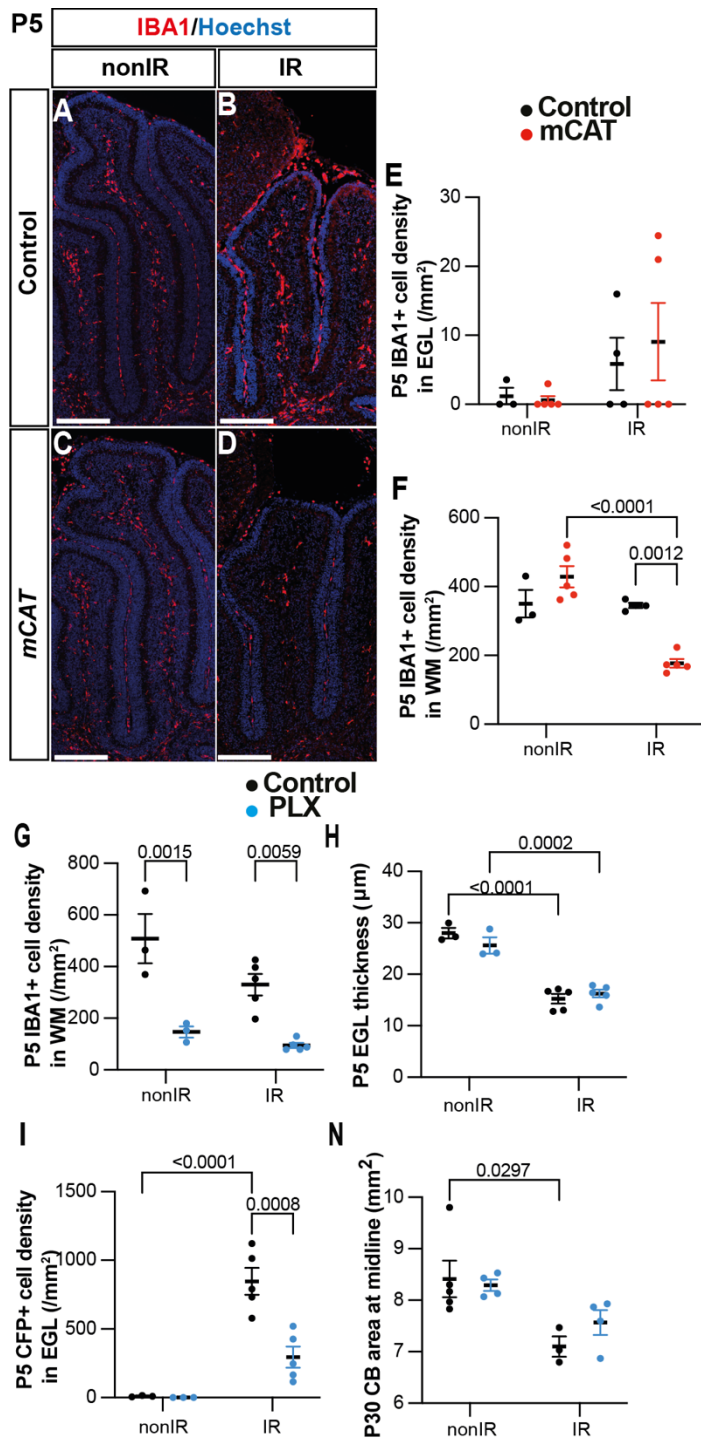 P5
IBA1/Hoechst
nonIR
IR
Control
mCAT
A
B
C
D
Control
mCAT
E
P5 IBA1+ cell density
in EGL (/mm²)
30
20
10
0
nonIR
IR
F
P5 IBA1+ cell density
in WM (/mm²)
600
400
200
0
<0.0001
0.0012
nonIR
IR
Control
PLX
G
P5 IBA1+ cell density
in WM (/mm²)
800
600
400
200
0
0.0015
0.0059
nonIR
IR
H
P5 EGL thickness (µm)
40
30
20
10
0
0.0002
<0.0001
nonIR
IR
I
P5 CFP+ cell density
in EGL (/mm²)
1500
1000
500
0
<0.0001
0.0008
nonIR
IR
N
P30 CB area at midline (mm²)
9
8
7
6
0.0297
nonIR
IR